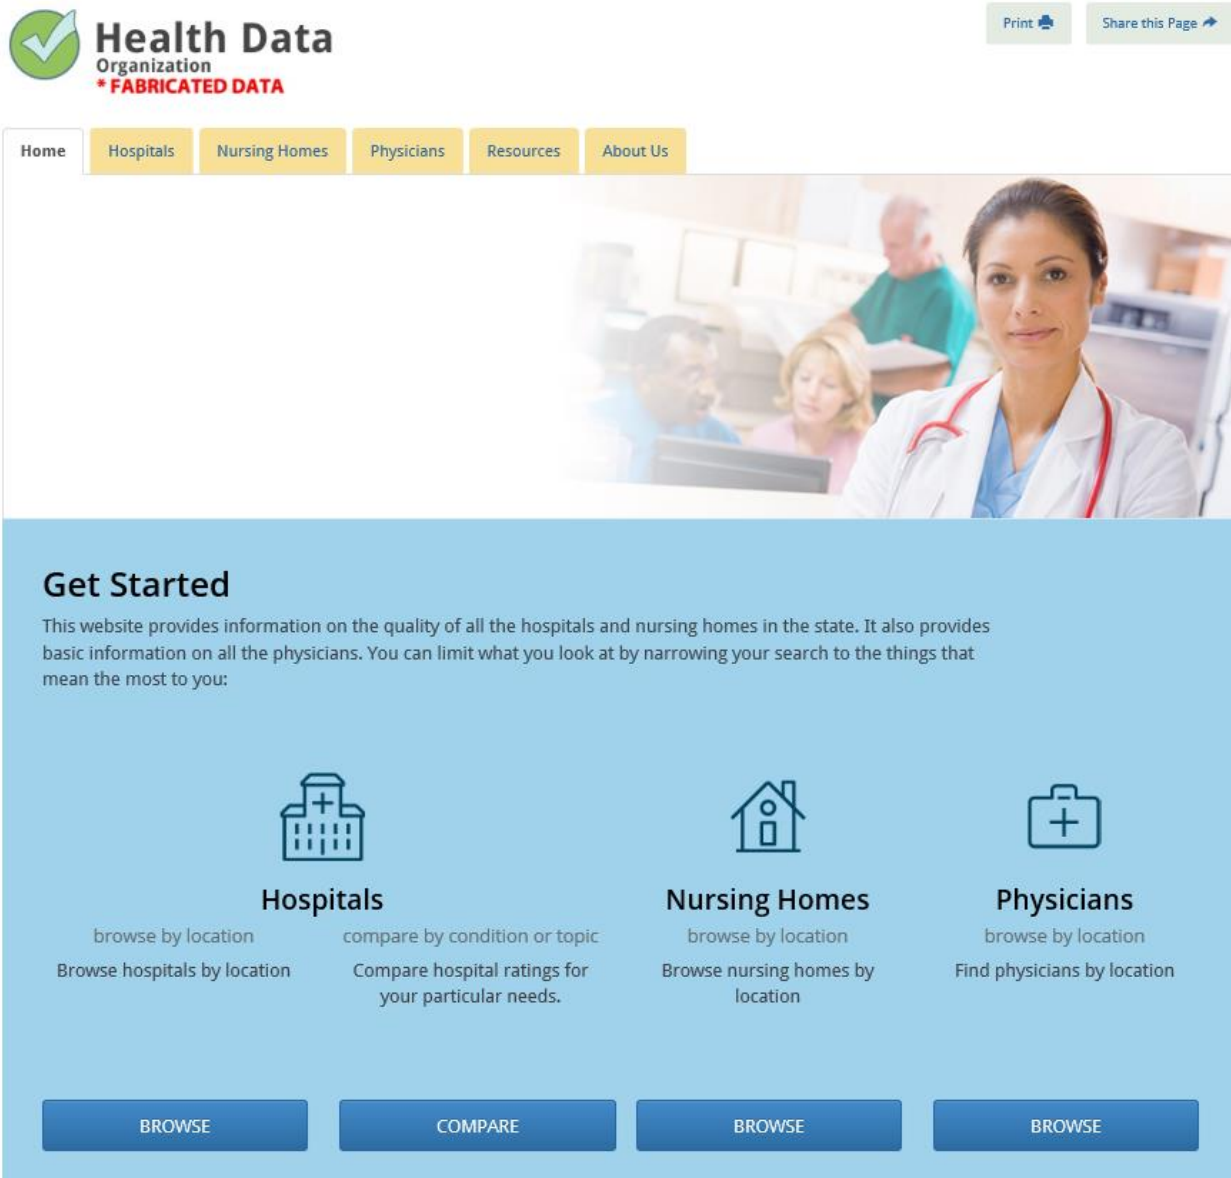 Health Data
Organization
* FABRICATED DATA
Print
Share this Page
Home
Hospitals
Nursing Homes
Physicians
Resources
About Us
Get Started
This website provides information on the quality of all the hospitals and nursing homes in the state. It also provides
basic information on all the physicians. You can limit what you look at by narrowing your search to the things that
mean the most to you:
Hospitals
browse by location
Browse hospitals by location
compare by condition or topic
Compare hospital ratings for
your particular needs.
Nursing Homes
browse by location
Browse nursing homes by
location
Physicians
browse by location
Find physicians by location
BROWSE
COMPARE
BROWSE
BROWSE